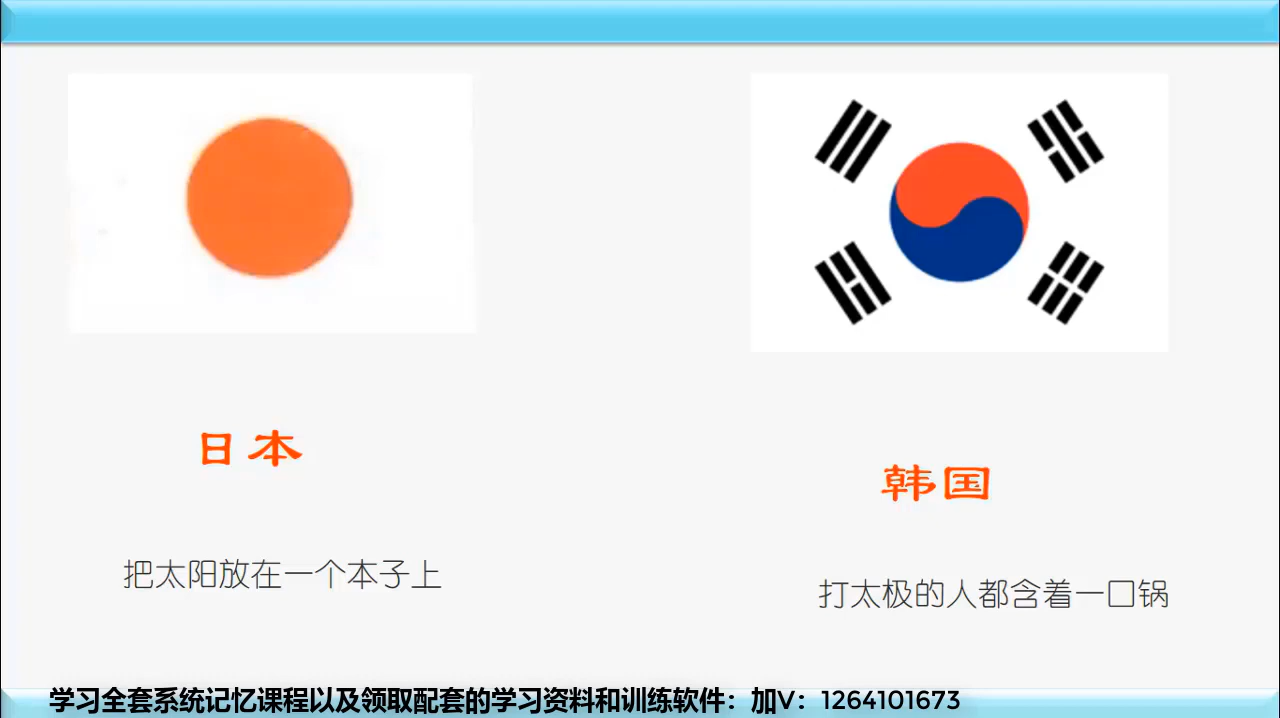 日本
韩国
把太阳放在一个本子上
打太极的人都含着一口锅
学习全套系统记忆课程以及领取配套的学习资料和训练软件：加V：1264101673